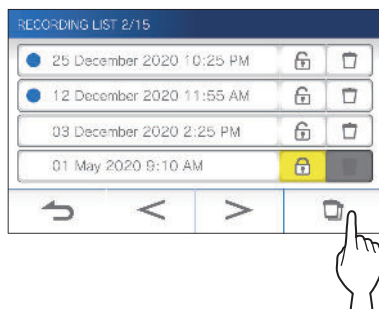 RECORDING LIST 2/15
25 December 2020 10:25 PM
12 December 2020 11:55 AM
03 December 2020 2:25 PM
01 May 2020 9:10 AM